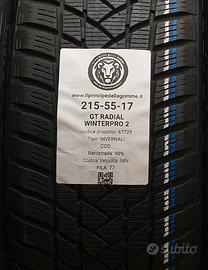 www.ilprincipedellegomme.it
215-55-17
GT RADIAL
WINTERPRO 2
codice prodotto: 67729
Tipo: INVERNALI
COD:
Battistrada: 90%
Codice Velocità: 98V
FILA: 77
subito